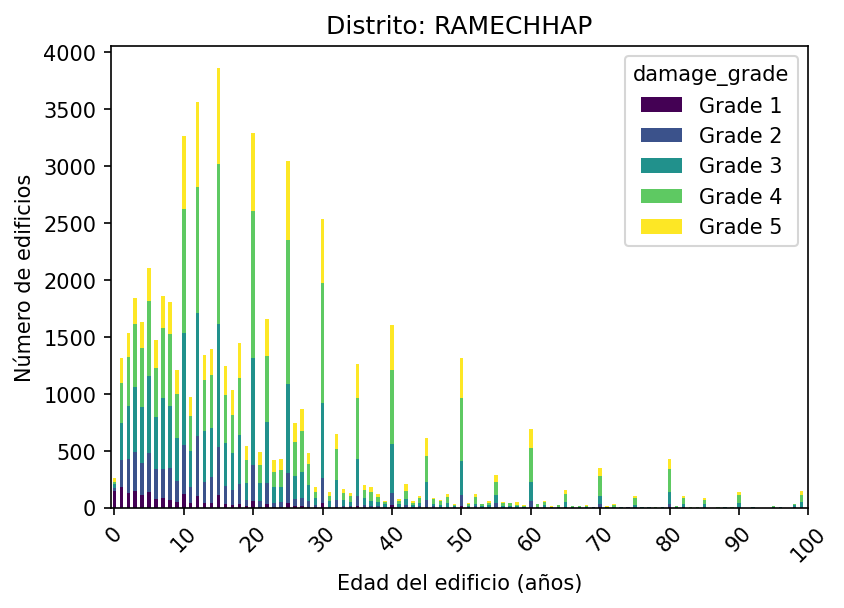 Distrito: RAMECHHAP
damage_grade
Grade 1
Grade 2
Grade 3
Grade 4
Grade 5
Número de edificios
4000
3500
3000
2500
2000
1500
1000
500
0
0 10 20 30 40 50 60 70 80 90 100
Edad del edificio (años)